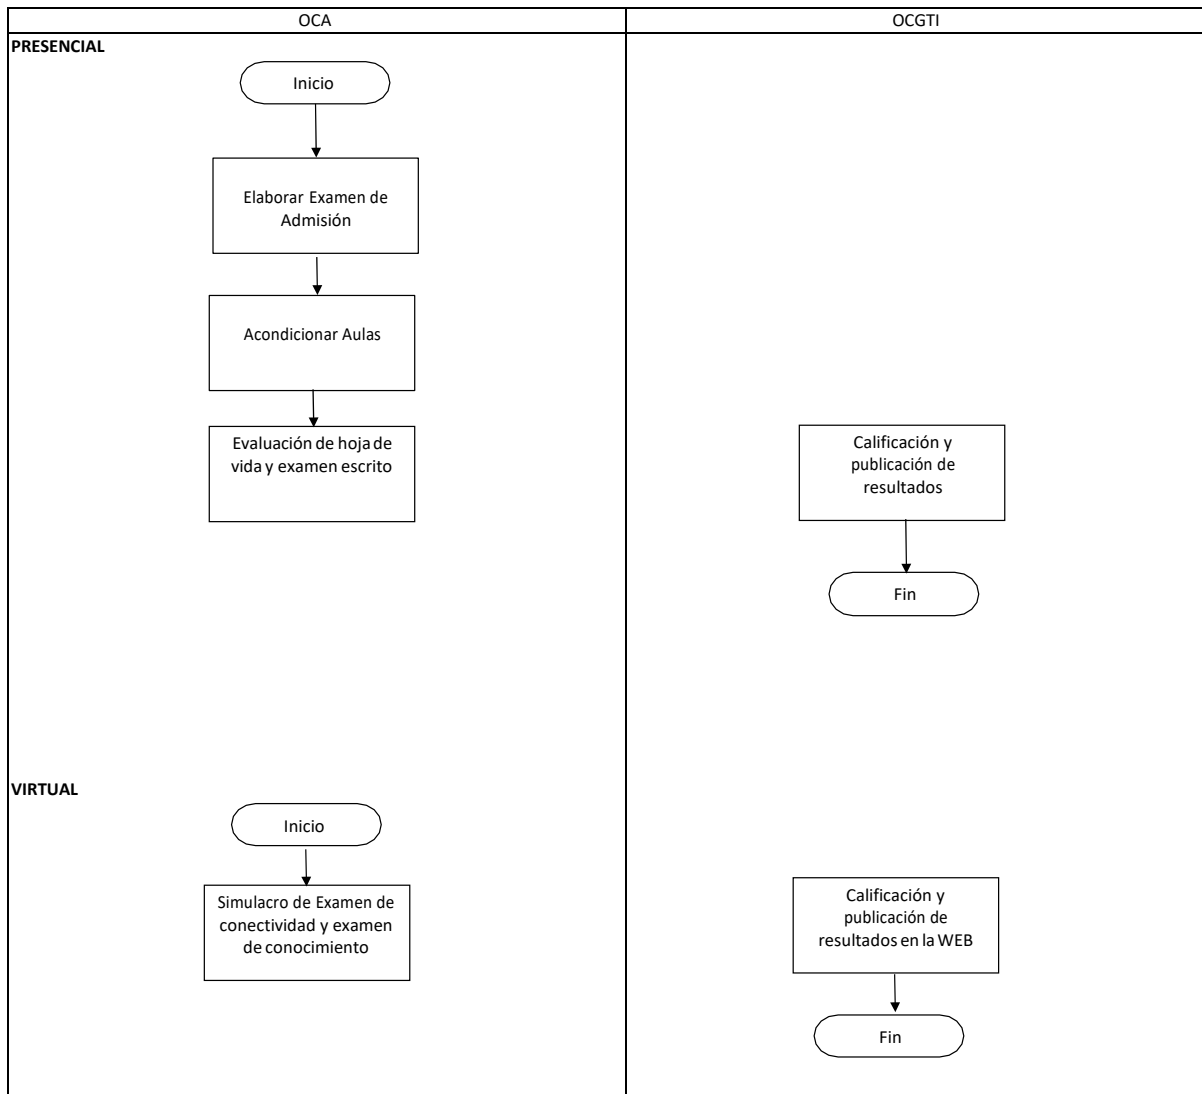 OCA
OCGTI
PRESENCIAL
Inicio
Elaborar Examen de
Admisión
Acondicionar Aulas
Evaluación de hoja de
vida y examen escrito
Calificación y
publicación de
resultados
Fin
VIRTUAL
Inicio
Simulacro de Examen de
conectividad y examen
de conocimiento
Calificación y
publicación de
resultados en la WEB
Fin